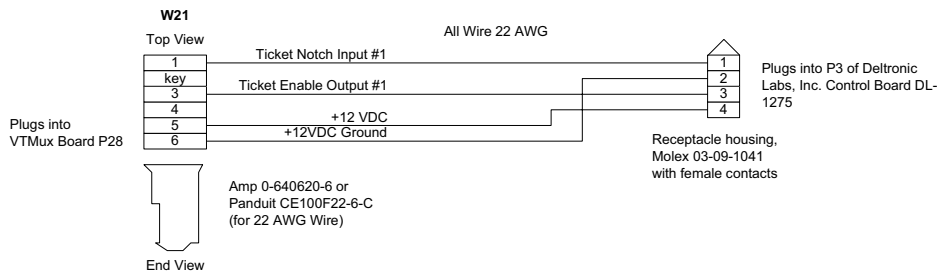 W21
Top View
All Wire 22 AWG
1
key
3
4
5
6
Ticket Notch Input #1
Ticket Enable Output #1
+12 VDC
+12VDC Ground
1
2
3
4
Plugs into P3 of Deltronic
Labs, Inc. Control Board DL-
1275
Plugs into
VTMux Board P28
Receptacle housing,
Molex 03-09-1041
with female contacts
Amp 0-640620-6 or
Panduit CE100F22-6-C
(for 22 AWG Wire)
End View